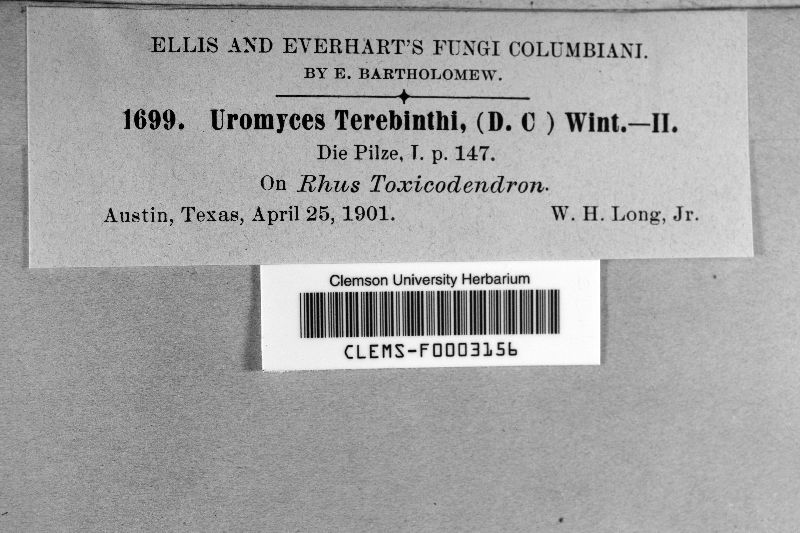 ELLIS AND EVERHART'S FUNGI COLUMBIANI.
BY E. BARTHOLOMEW.
1699. Uromyces Terebinthi, (D. C ) Wint.—II.
Die Pilze, I. p. 147.
On Rhus Toxicodendron.
Austin, Texas, April 25, 1901. W. H. Long, Jr.
Clemson University Herbarium
CLEMS-F0003156